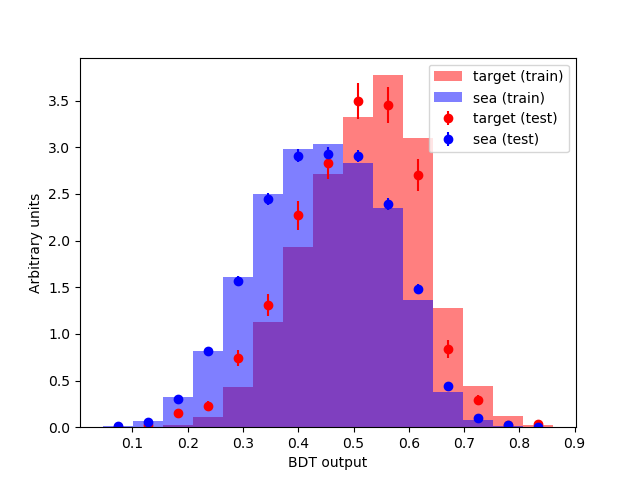 target (train)
sea (train)
target (test)
sea (test)
Arbitrary units
3.5
3.0
2.5
2.0
1.5
1.0
0.5
0.0
0.1 0.2 0.3 0.4 0.5 0.6 0.7 0.8 0.9
BDT output